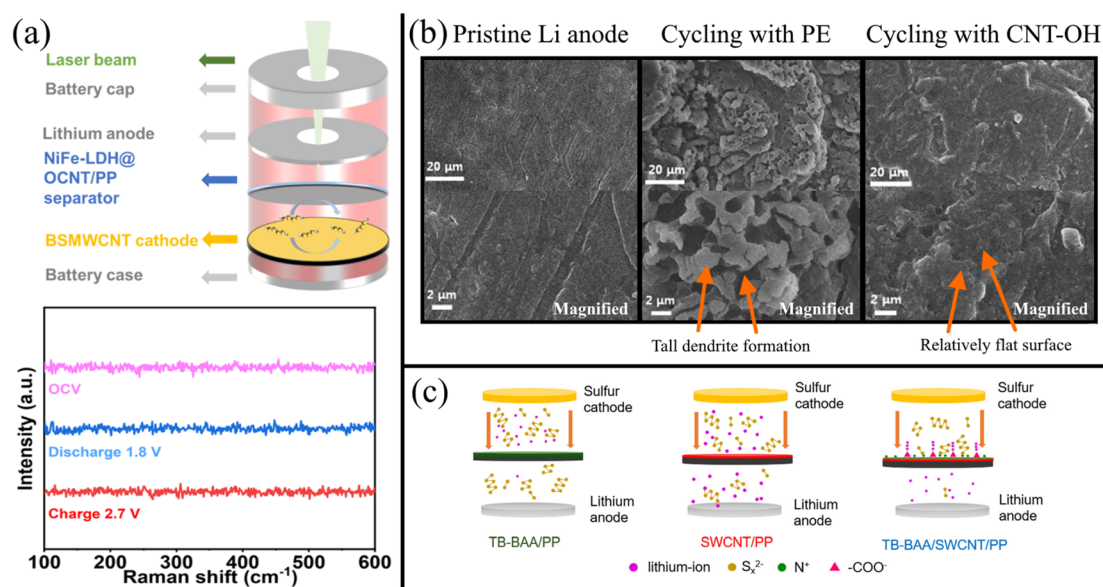 (a)
Laser beam
Battery cap
Lithium anode
NiFe-LDH@
OCNT/PP
separator
BSMWCNT cathode
Battery case
Intensity (a.u.)
OCV
Discharge 1.8 V
Charge 2.7 V
100 200 300 400 500 600
Raman shift (cm⁻¹)
(b)
Pristine Li anode Cycling with PE Cycling with CNT-OH
20 μm 20 μm 20 μm
2 μm Magnified 2 μm Magnified 2 μm Magnified
Tall dendrite formation Relatively flat surface
(c)
Sulfur
cathode
Lithium
anode
TB-BAA/PP
Sulfur
cathode
Lithium
anode
SWCNT/PP
Sulfur
cathode
Lithium
anode
TB-BAA/SWCNT/PP
lithium-ion Sₓ²⁻ N⁺ -COO⁻